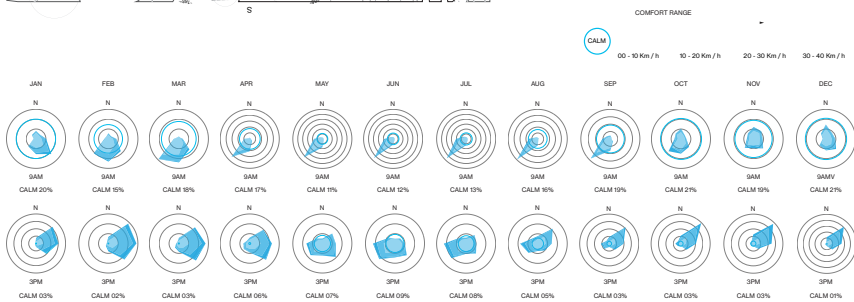 S
COMFORT RANGE
CALM
00 - 10 Km / h 10 - 20 Km / h 20 - 30 Km / h 30 - 40 Km / h
JAN FEB MAR APR MAY JUN JUL AUG SEP OCT NOV DEC
N N N N N N N N N N N N
9AM 9AM 9AM 9AM 9AM 9AM 9AM 9AM 9AM 9AM 9AM 9AMV
CALM 20% CALM 15% CALM 18% CALM 17% CALM 11% CALM 12% CALM 13% CALM 16% CALM 19% CALM 21% CALM 19% CALM 21%
N N N N N N N N N N N N
3PM 3PM 3PM 3PM 3PM 3PM 3PM 3PM 3PM 3PM 3PM 3PM
CALM 03% CALM 02% CALM 03% CALM 06% CALM 07% CALM 09% CALM 08% CALM 05% CALM 03% CALM 03% CALM 03% CALM 01%